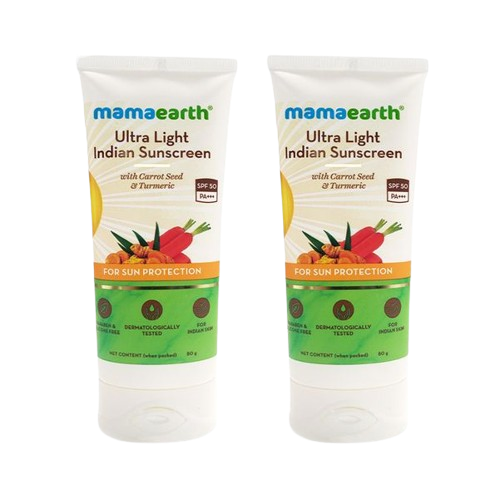 mamaearth®
Ultra Light
Indian Sunscreen
with Carrot Seed
& Turmeric
SPF 50
PA+++
FOR SUN PROTECTION
& FREE
DERMATOLOGICALLY
TESTED
FOR
INDIAN SKIN
NET CONTENT (when packed) 80 g
mamaearth®
Ultra Light
Indian Sunscreen
with Carrot Seed
& Turmeric
SPF 50
PA+++
FOR SUN PROTECTION
& FREE
DERMATOLOGICALLY
TESTED
FOR
INDIAN SKIN
NET CONTENT (when packed) 80 g